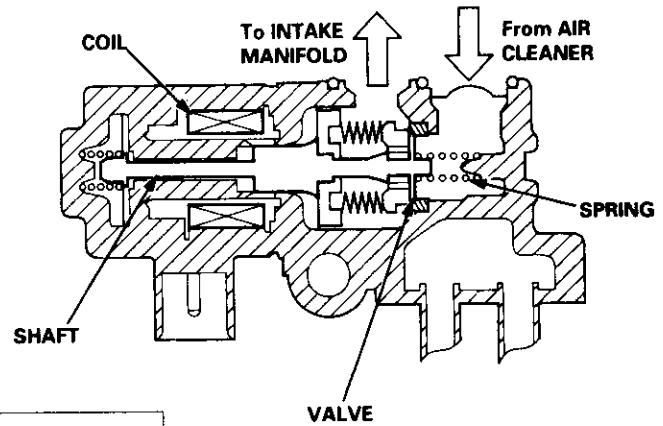 COIL
To INTAKE
MANIFOLD
From AIR
CLEANER
SPRING
SHAFT
VALVE